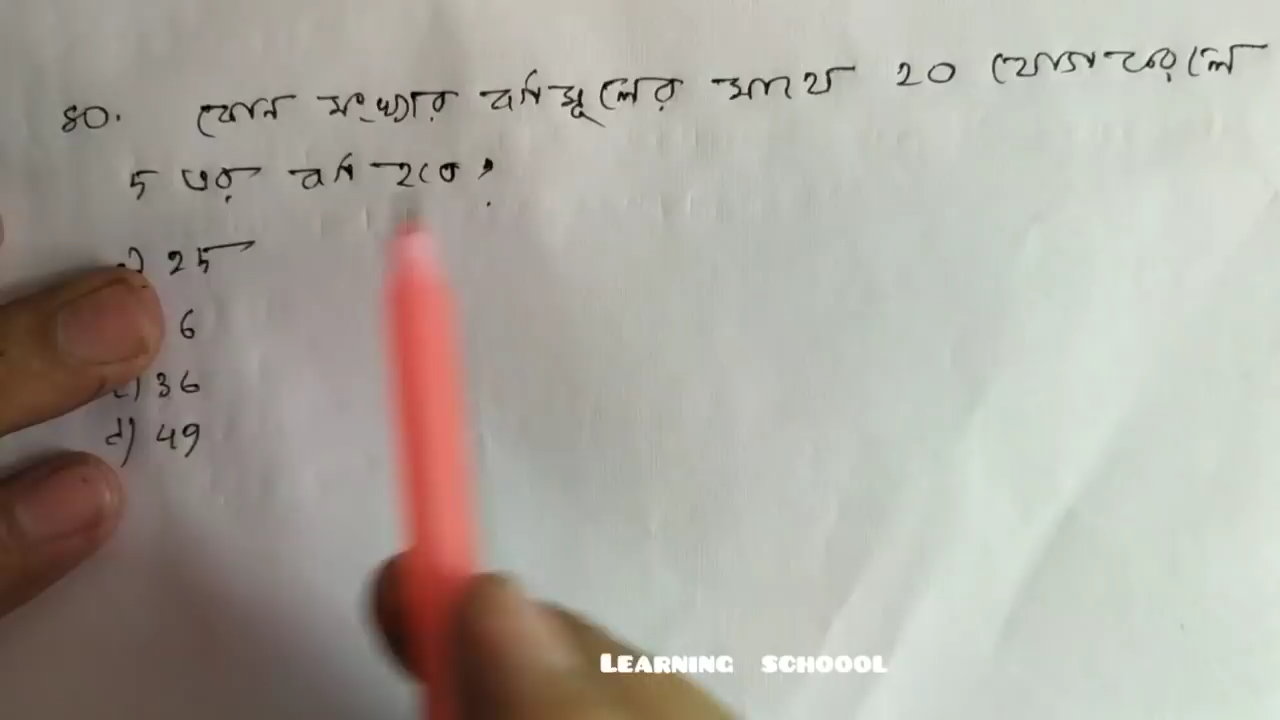 ৪০. কোন সংখ্যার বর্গমূলের সাথে 20 যোগ করলে
5 এর বর্গ হবে?
25
6
36
d) 49
LEARNING SCHOOOL